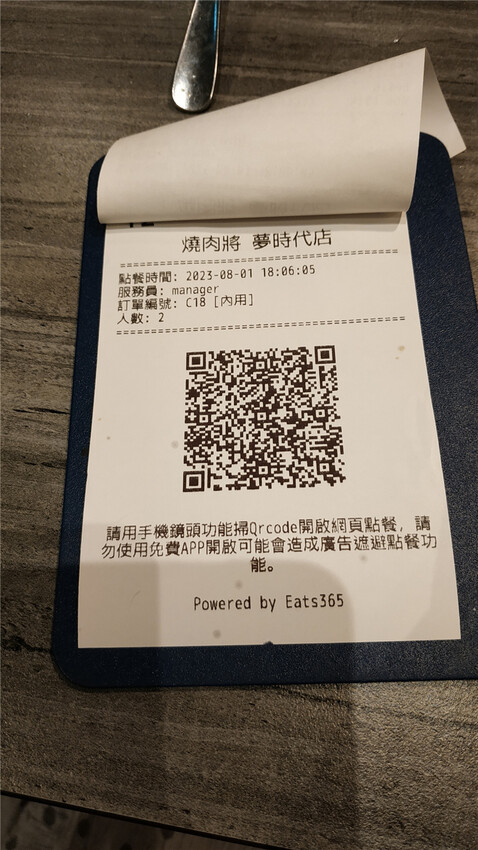 燒肉將 夢時代店
點餐時間: 2023-08-01 18:06:05
服務員: manager
訂單編號: C18 [內用]
人數: 2
請用手機鏡頭功能掃Qrcode開啟網頁點餐, 請
勿使用免費APP開啟可能會造成廣告遮避點餐功
能。
Powered by Eats365